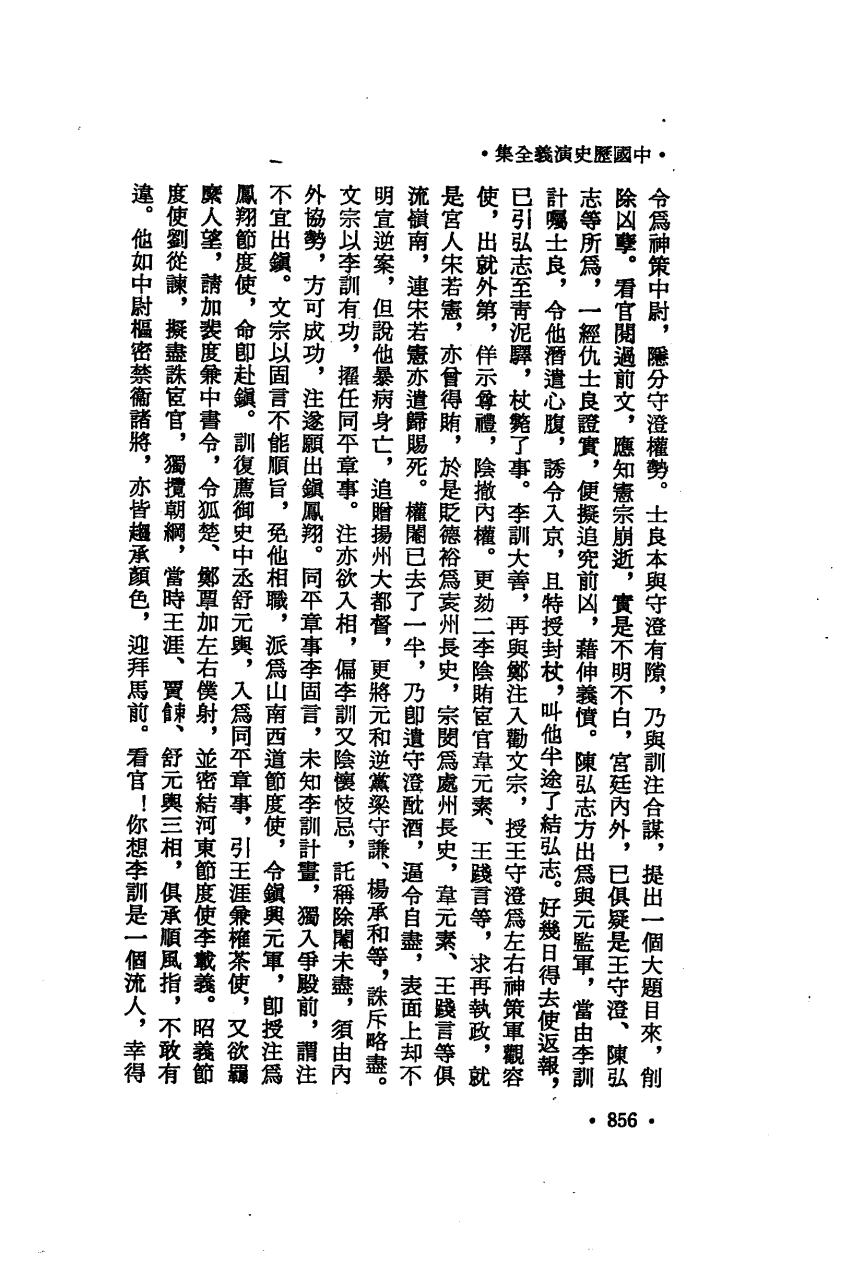 •中國歷史演義全集•
令爲神策中尉，隱分守澄權勢。士良本與守澄有隙，乃與訓注合謀，提出一個大題目來，創
除凶孽。看官閱過前文，應知憲宗崩逝，實是不明不白，宮廷內外，已俱疑是王守澄、陳弘
志等所爲，一經仇士良證實，便擬追究前凶，藉伸義憤。陳弘志方出爲與元監軍，當由李訓
計囑士良，令他潛遣心腹，誘令入京，且特授封杖，叫他半途了結弘志。好幾日得去使返報，
已引弘志至靑泥驛，杖斃了事。李訓大善，再與鄭注入勸文宗，授王守澄爲左右神策軍觀容
使，出就外第，佯示尊禮，陰撤內權。更劾二李陰賄宦官韋元素、王踐言等，求再執政，就
是宮人宋若憲，亦曾得賄，於是貶德裕爲袁州長史，宗閔爲處州長史，韋元素、王踐言等俱
流嶺南，連宋若憲亦遣歸賜死。權閹已去了一半，乃卽遣守澄酖酒，逼令自盡，表面上却不
明宣逆案，但說他暴病身亡，追贈揚州大都督，更將元和逆黨梁守謙、楊承和等，誅斥略盡。
文宗以李訓有功，擢任同平章事。注亦欲入相，偏李訓又陰懷忮忌，託稱除閹未盡，須由內
外協勢，方可成功，注遂願出鎭鳳翔。同平章事李固言，未知李訓計畫，獨入爭殿前，謂注
不宜出鎭。文宗以固言不能順旨，免他相職，派爲山南西道節度使，令鎭興元軍，卽授注爲
鳳翔節度使，命卽赴鎭。訓復薦御史中丞舒元輿，入爲同平章事，引王涯兼榷茶使，又欲羈
縻人望，請加裴度兼中書令，令狐楚、鄭覃加左右僕射，並密結河東節度使李載義。昭義節
度使劉從諫，擬盡誅宦官，獨攬朝綱，當時王涯、賈餗、舒元輿三相，俱承順風指，不敢有
違。他如中尉樞密禁衞諸將，亦皆趨承顏色，迎拜馬前。看官！你想李訓是一個流人，幸得
• 856 •